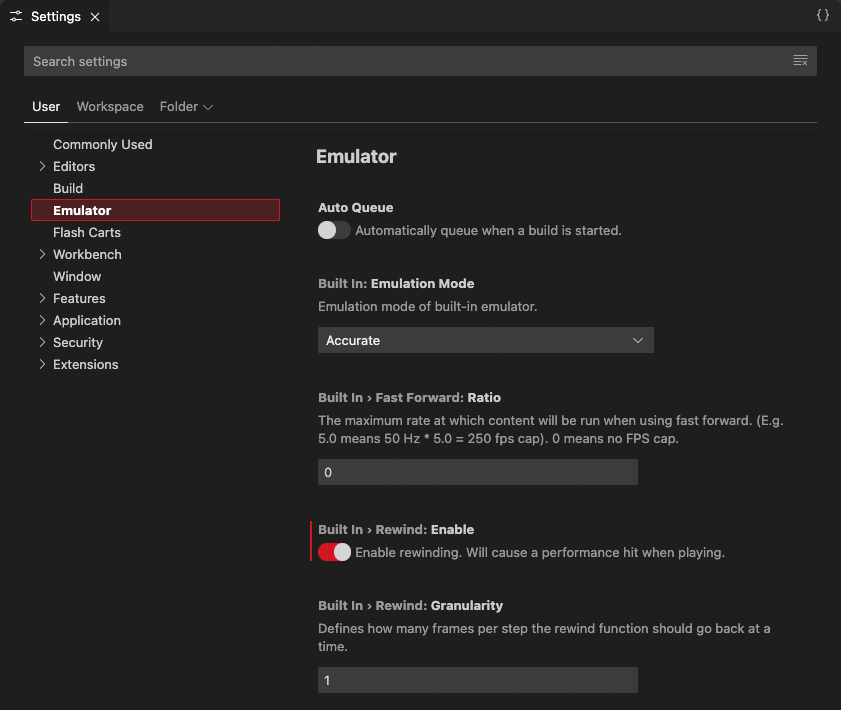 Settings
Search settings
User Workspace Folder
Commonly Used
Editors
Build
Emulator
Flash Carts
Workbench
Window
Features
Application
Security
Extensions
Emulator
Auto Queue
Automatically queue when a build is started.
Built In: Emulation Mode
Emulation mode of built-in emulator.
Accurate
Built In › Fast Forward: Ratio
The maximum rate at which content will be run when using fast forward. (E.g.
5.0 means 50 Hz * 5.0 = 250 fps cap). 0 means no FPS cap.
0
Built In › Rewind: Enable
Enable rewinding. Will cause a performance hit when playing.
Built In › Rewind: Granularity
Defines how many frames per step the rewind function should go back at a
time.
1